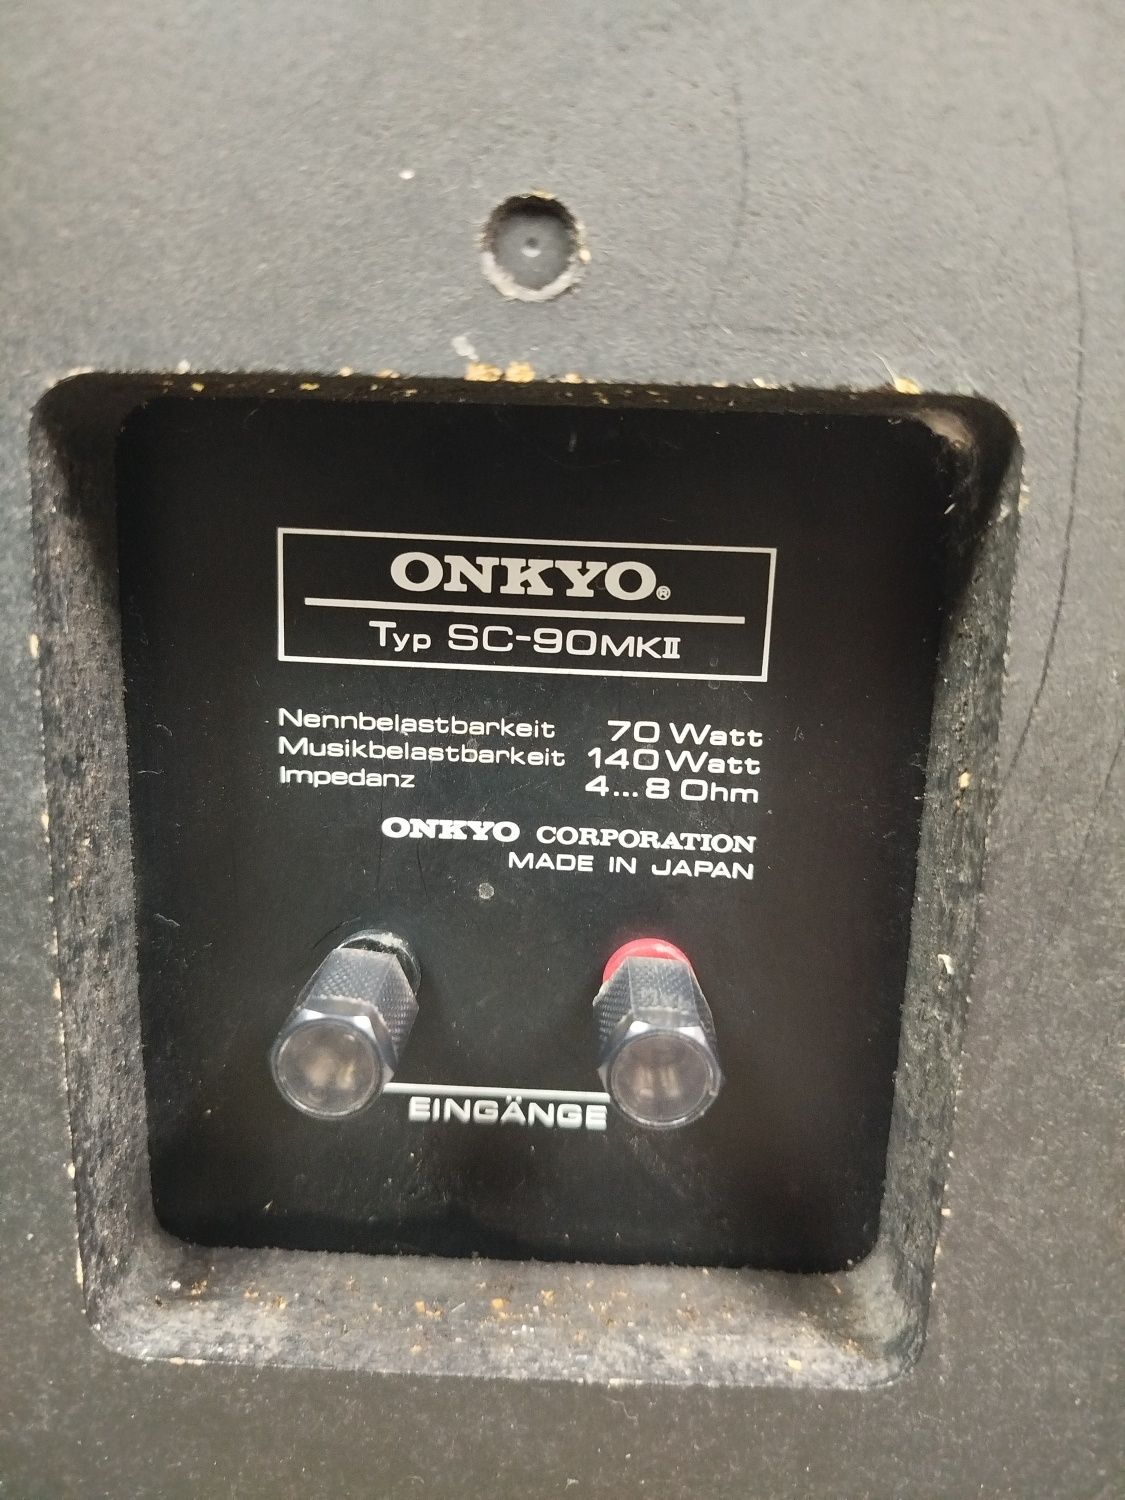 ONKYO®
Typ SC-90MKII
Nennbelastbarkeit 70 Watt
Musikbelastbarkeit 140 Watt
Impedanz 4...8 Ohm
ONKYO CORPORATION
MADE IN JAPAN
EINGÄNGE